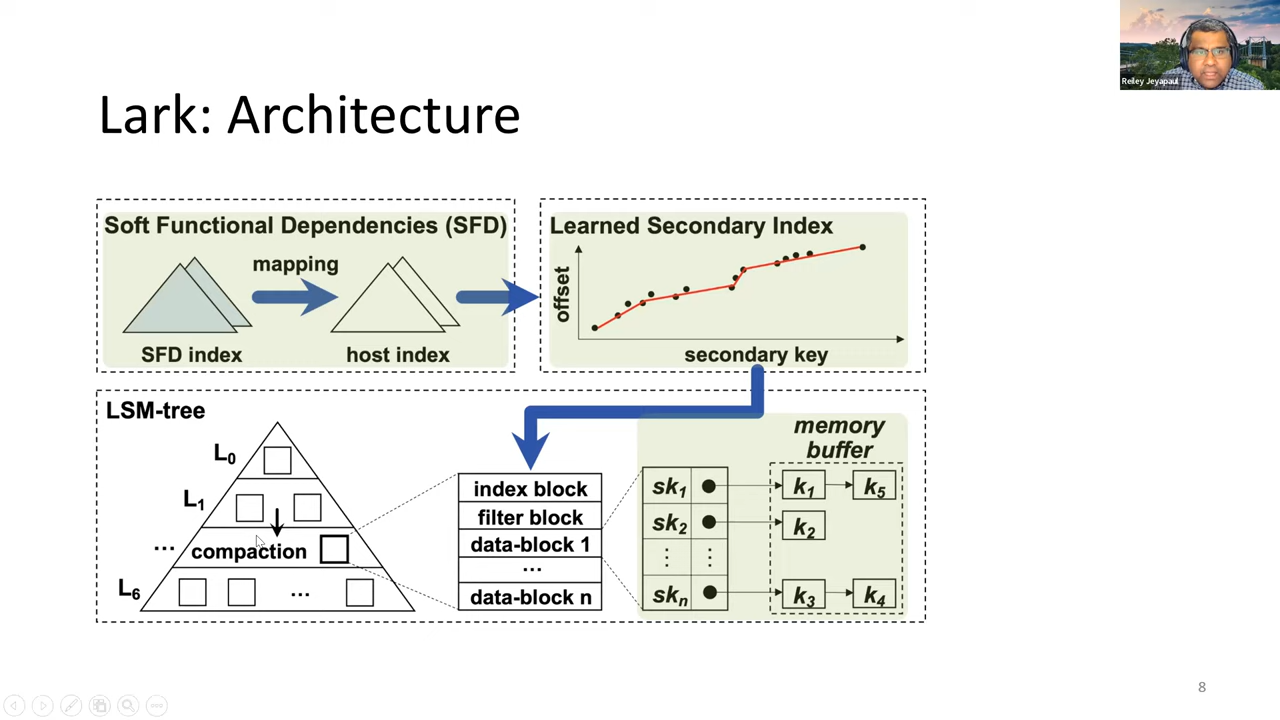 Reiley Jeyapaul
Lark: Architecture
Soft Functional Dependencies (SFD)
mapping
SFD index
host index
Learned Secondary Index
offset
secondary key
LSM-tree
L0
L1
... compaction
L6
...
index block
filter block
data-block 1
...
data-block n
memory
buffer
sk1
k1
k5
sk2
k2
⋮
⋮
skn
k3
k4
8